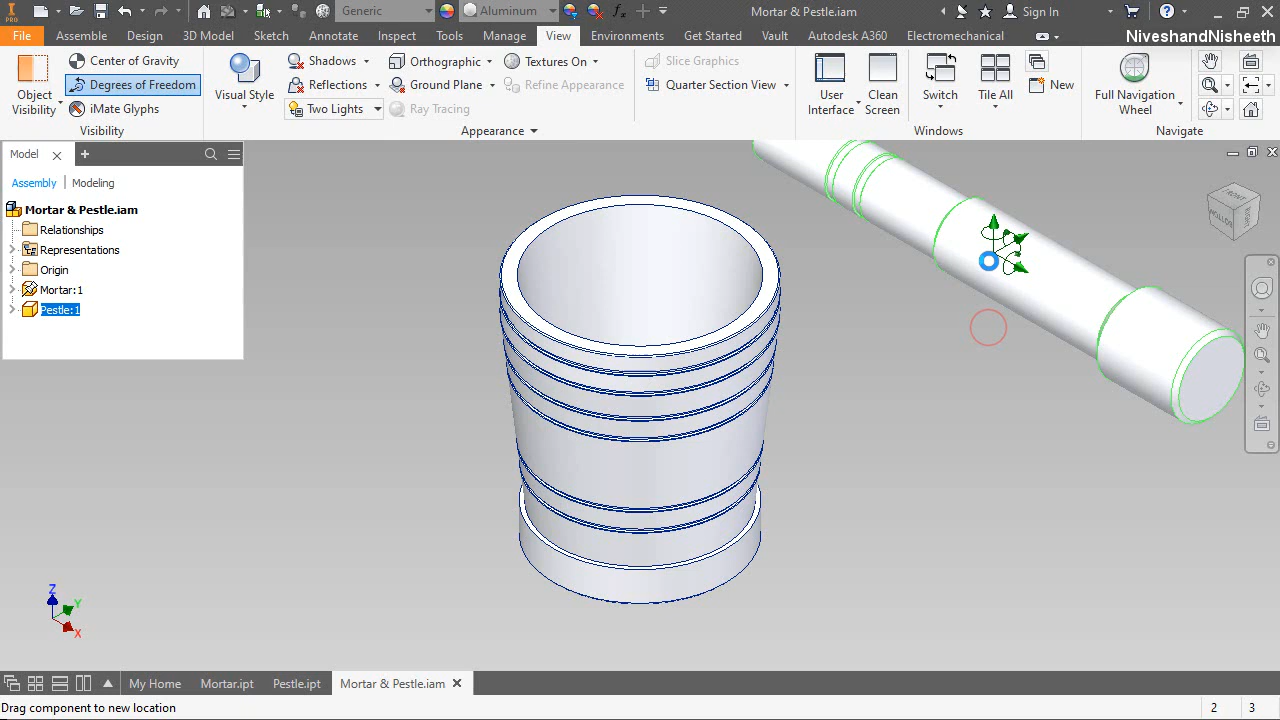 I PRO
Generic
Aluminum
fx
Mortar & Pestle.iam
Sign In
File
Assemble
Design
3D Model
Sketch
Annotate
Inspect
Tools
Manage
View
Environments
Get Started
Vault
Autodesk A360
Electromechanical
NiveshandNisheeth
Object Visibility
Center of Gravity
Degrees of Freedom
iMate Glyphs
Visibility
Visual Style
Shadows
Reflections
Two Lights
Orthographic
Ground Plane
Ray Tracing
Textures On
Refine Appearance
Appearance
Slice Graphics
Quarter Section View
User Interface
Clean Screen
Switch
Tile All
New
Windows
Full Navigation Wheel
Navigate
Model
Assembly
Modeling
Mortar & Pestle.iam
Relationships
Representations
Origin
Mortar:1
Pestle:1
FRONT
BOTTOM
Z
Y
X
My Home
Mortar.ipt
Pestle.ipt
Mortar & Pestle.iam
Drag component to new location
2
3